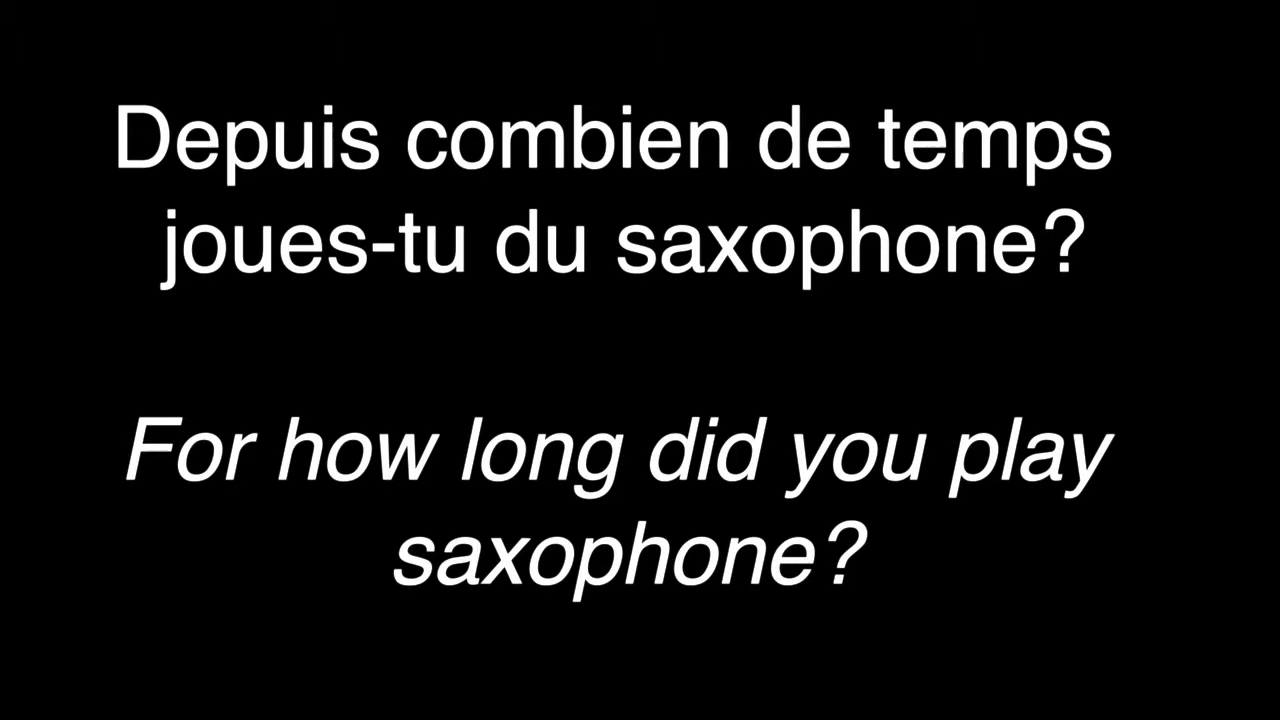 Depuis combien de temps
joues-tu du saxophone?
For how long did you play
saxophone?